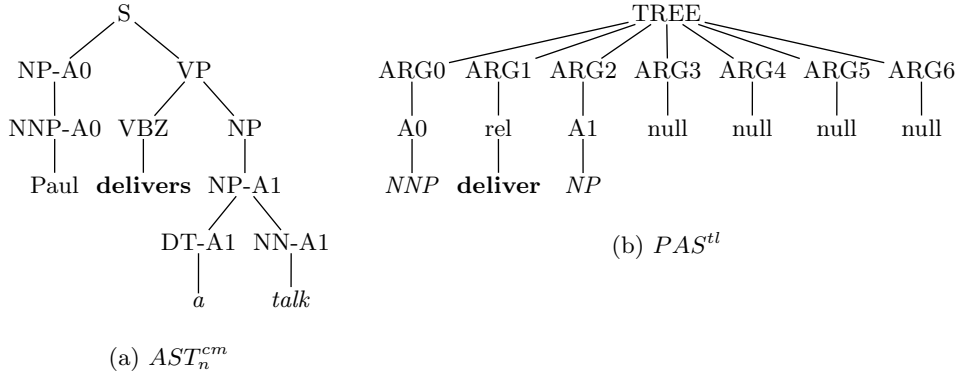 S
NP-A0 VP
NNP-A0 VBZ NP
Paul delivers NP-A1
DT-A1 NN-A1
a talk
(a) AST_n^{cm}
TREE
ARG0 ARG1 ARG2 ARG3 ARG4 ARG5 ARG6
A0 rel A1 null null null null
NNP deliver NP
(b) PAS^{tl}